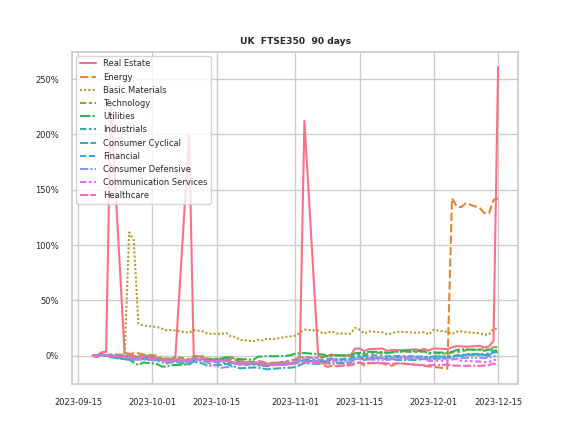 UK FTSE350 90 days
Real Estate
Energy
Basic Materials
Technology
Utilities
Industrials
Consumer Cyclical
Financial
Consumer Defensive
Communication Services
Healthcare
250%
200%
150%
100%
50%
0%
2023-09-15 2023-10-01 2023-10-15 2023-11-01 2023-11-15 2023-12-01 2023-12-15